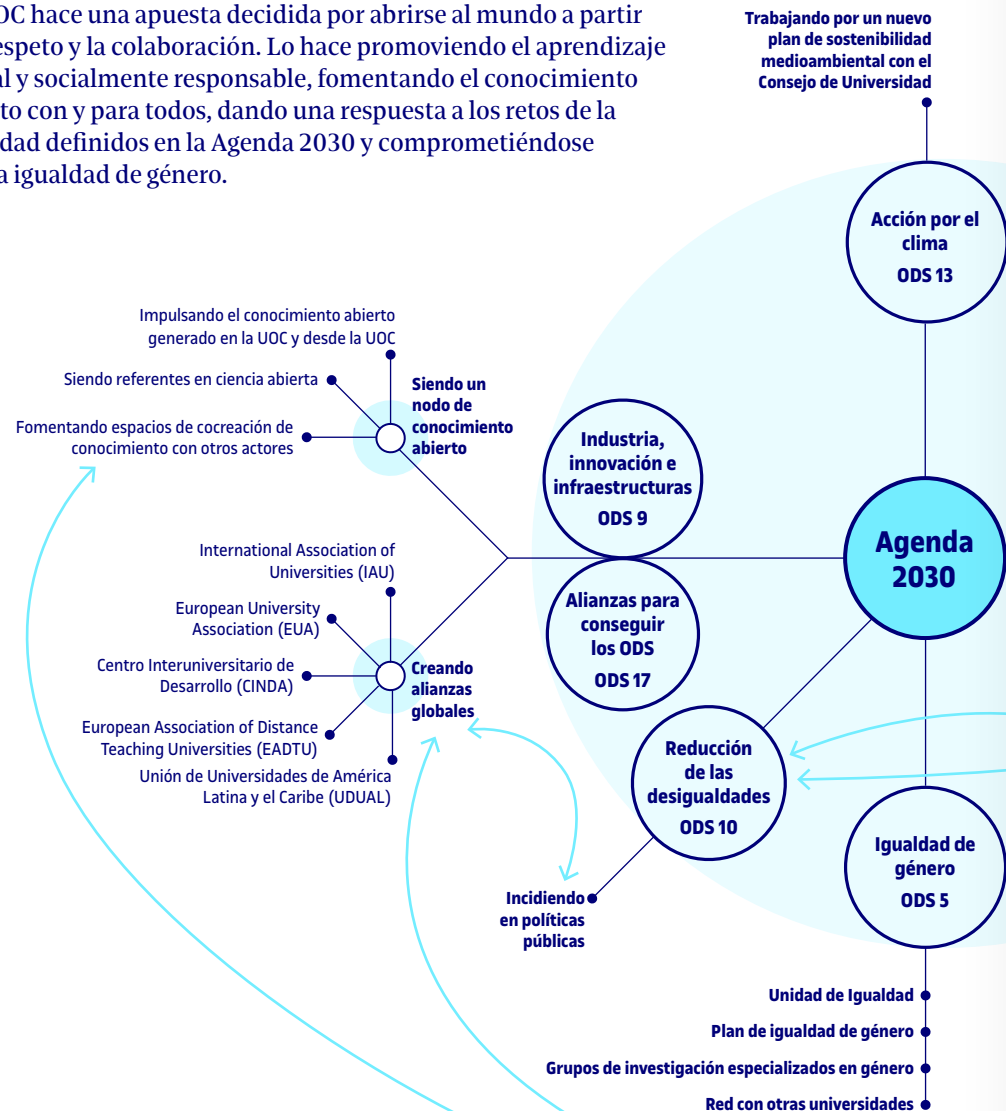 OC hace una apuesta decidida por abrirse al mundo a partir
espeto y la colaboración. Lo hace promoviendo el aprendizaje
al y socialmente responsable, fomentando el conocimiento
to con y para todos, dando una respuesta a los retos de la
dad definidos en la Agenda 2030 y comprometiéndose
a igualdad de género.
Trabajando por un nuevo
plan de sostenibilidad
medioambiental con el
Consejo de Universidad
Acción por el
clima
ODS 13
Impulsando el conocimiento abierto
generado en la UOC y desde la UOC
Siendo referentes en ciencia abierta
Fomentando espacios de cocreación de
conocimiento con otros actores
Siendo un
nodo de
conocimiento
abierto
Industria,
innovación e
infraestructuras
ODS 9
Agenda
2030
Alianzas para
conseguir
los ODS
ODS 17
International Association of
Universities (IAU)
European University
Association (EUA)
Centro Interuniversitario de
Desarrollo (CINDA)
European Association of Distance
Teaching Universities (EADTU)
Unión de Universidades de América
Latina y el Caribe (UDUAL)
Creando
alianzas
globales
Reducción
de las
desigualdades
ODS 10
Incidiendo
en políticas
públicas
Igualdad de
género
ODS 5
Unidad de Igualdad
Plan de igualdad de género
Grupos de investigación especializados en género
Red con otras universidades